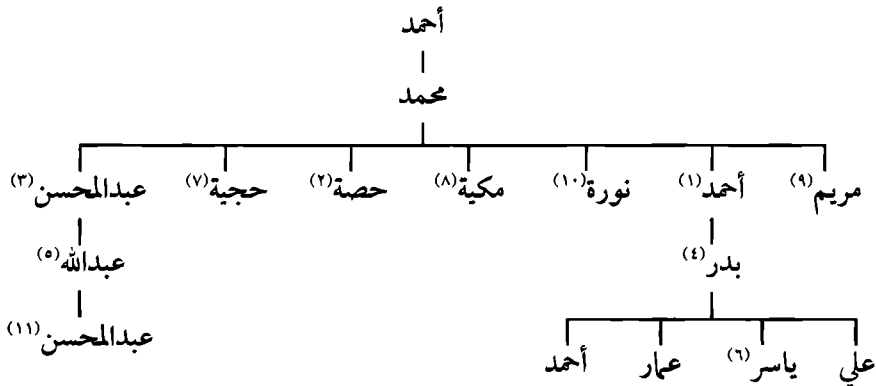 أحمد
محمد
مريم(٩) أحمد(١) نورة(١٠) مكية(٨) حصة(٢) حجية(٧) عبدالمحسن(٣)
بدر(٤) عبدالله(٥)
علي ياسر(٦) عمار أحمد عبدالمحسن(١١)